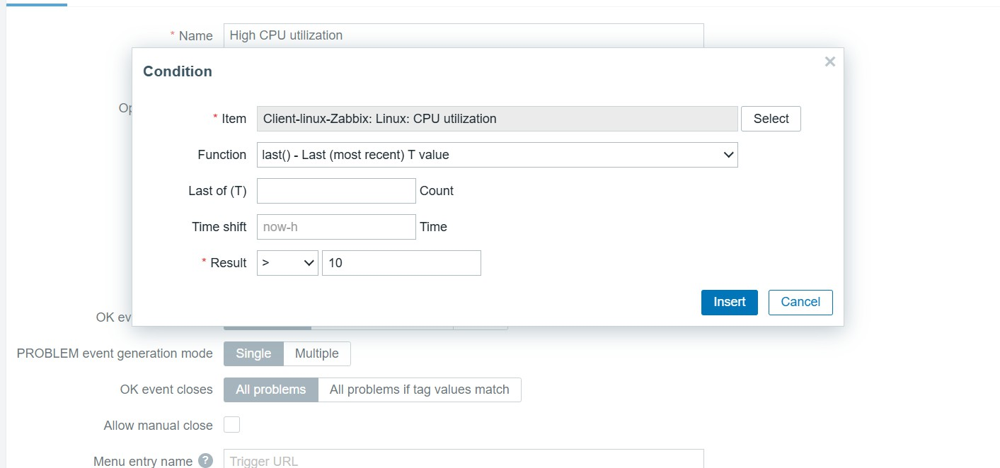 * Name High CPU utilization
Condition
Op
* Item Client-linux-Zabbix: Linux: CPU utilization Select
Function last() - Last (most recent) T value
Last of (T) Count
Time shift now-h Time
* Result > 10
Insert Cancel
OK ev
PROBLEM event generation mode Single Multiple
OK event closes All problems All problems if tag values match
Allow manual close
Menu entry name ? Trigger URL